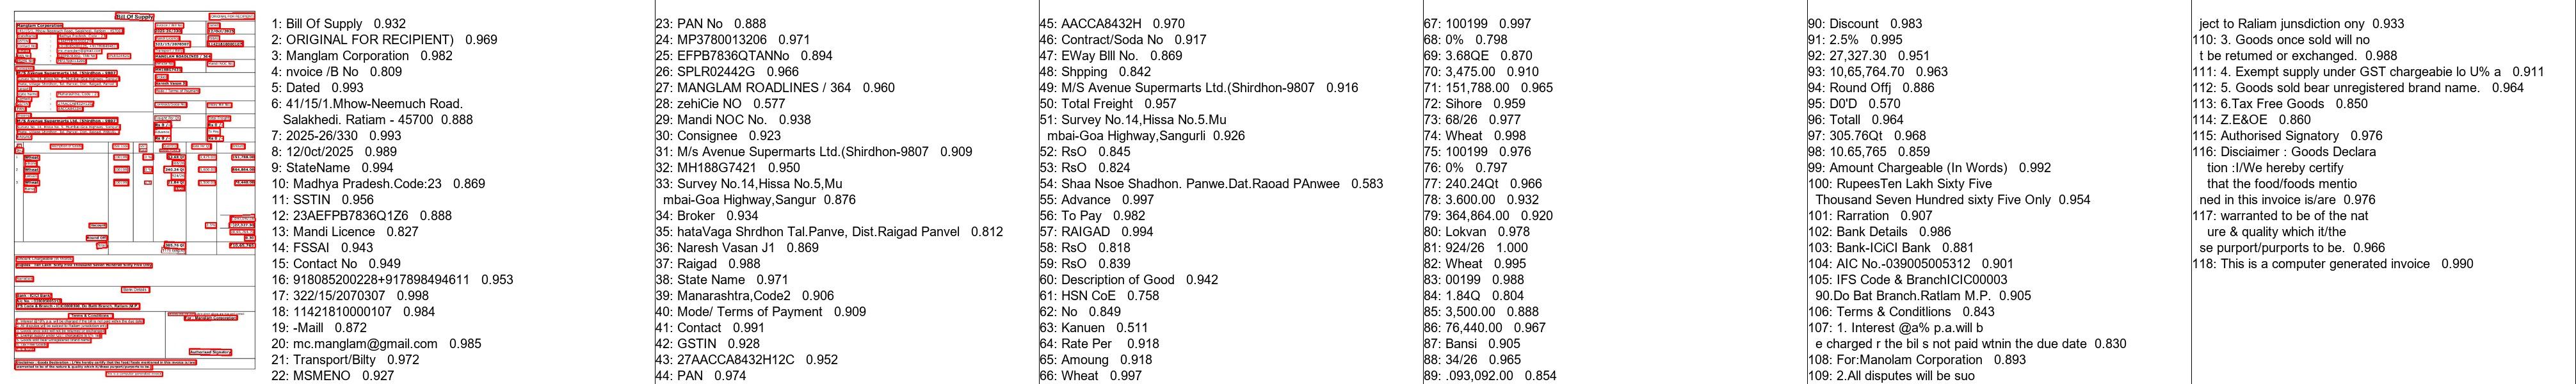 1: Bill Of Supply 0.932
2: ORIGINAL FOR RECIPIENT) 0.969
3: Manglam Corporation 0.982
4: nvoice /B No 0.809
5: Dated 0.993
6: 41/15/1.Mhow-Neemuch Road.
Salakhedi. Ratiam - 45700 0.888
7: 2025-26/330 0.993
8: 12/0ct/2025 0.989
9: StateName 0.994
10: Madhya Pradesh.Code:23 0.869
11: SSTIN 0.956
12: 23AEFPB7836Q1Z6 0.888
13: Mandi Licence 0.827
14: FSSAI 0.943
15: Contact No 0.949
16: 918085200228+917898494611 0.953
17: 322/15/2070307 0.998
18: 11421810000107 0.984
19: -Maill 0.872
20: mc.manglam@gmail.com 0.985
21: Transport/Bilty 0.972
22: MSMENO 0.927
23: PAN No 0.888
24: MP3780013206 0.971
25: EFPB7836QTANNo 0.894
26: SPLR02442G 0.966
27: MANGLAM ROADLINES / 364 0.960
28: zehiCie NO 0.577
29: Mandi NOC No. 0.938
30: Consignee 0.923
31: M/s Avenue Supermarts Ltd.(Shirdhon-9807 0.909
32: MH188G7421 0.950
33: Survey No.14,Hissa No.5,Mu
mbai-Goa Highway,Sangur 0.876
34: Broker 0.934
35: hataVaga Shrdhon Tal.Panve, Dist.Raigad Panvel 0.812
36: Naresh Vasan J1 0.869
37: Raigad 0.988
38: State Name 0.971
39: Manarashtra,Code2 0.906
40: Mode/ Terms of Payment 0.909
41: Contact 0.991
42: GSTIN 0.928
43: 27AACCA8432H12C 0.952
44: PAN 0.974
45: AACCA8432H 0.970
46: Contract/Soda No 0.917
47: EWay Blll No. 0.869
48: Shpping 0.842
49: M/S Avenue Supermarts Ltd.(Shirdhon-9807 0.916
50: Total Freight 0.957
51: Survey No.14,Hissa No.5.Mu
mbai-Goa Highway,Sangurli 0.926
52: RsO 0.845
53: RsO 0.824
54: Shaa Nsoe Shadhon. Panwe.Dat.Raoad PAnwee 0.583
55: Advance 0.997
56: To Pay 0.982
57: RAIGAD 0.994
58: RsO 0.818
59: RsO 0.839
60: Description of Good 0.942
61: HSN CoE 0.758
62: No 0.849
63: Kanuen 0.511
64: Rate Per 0.918
65: Amoung 0.918
66: Wheat 0.997
67: 100199 0.997
68: 0% 0.798
69: 3.68QE 0.870
70: 3,475.00 0.910
71: 151,788.00 0.965
72: Sihore 0.959
73: 68/26 0.977
74: Wheat 0.998
75: 100199 0.976
76: 0% 0.797
77: 240.24Qt 0.966
78: 3.600.00 0.932
79: 364,864.00 0.920
80: Lokvan 0.978
81: 924/26 1.000
82: Wheat 0.995
83: 00199 0.988
84: 1.84Q 0.804
85: 3,500.00 0.888
86: 76,440.00 0.967
87: Bansi 0.905
88: 34/26 0.965
89: .093,092.00 0.854
90: Discount 0.983
91: 2.5% 0.995
92: 27,327.30 0.951
93: 10,65,764.70 0.963
94: Round Offj 0.886
95: D0'D 0.570
96: Totall 0.964
97: 305.76Qt 0.968
98: 10.65,765 0.859
99: Amount Chargeable (In Words) 0.992
100: RupeesTen Lakh Sixty Five
Thousand Seven Hundred sixty Five Only 0.954
101: Rarration 0.907
102: Bank Details 0.986
103: Bank-ICiCI Bank 0.881
104: AIC No.-039005005312 0.901
105: IFS Code & BranchICIC00003
90.Do Bat Branch.Ratlam M.P. 0.905
106: Terms & Conditions 0.843
107: 1. Interest @a% p.a.will b
e charged r the bil s not paid wtnin the due date 0.830
108: For:Manolam Corporation 0.893
109: 2.All disputes will be suo
ject to Raliam junsdiction ony 0.933
110: 3. Goods once sold will no
t be returned or exchanged. 0.988
111: 4. Exempt supply under GST chargeable lo U% a 0.911
112: 5. Goods sold bear unregistered brand name. 0.964
113: 6.Tax Free Goods 0.850
114: Z.E&OE 0.860
115: Authorised Signatory 0.976
116: Disciaimer : Goods Declara
tion :I/We hereby certify
that the food/foods mentio
ned in this invoice is/are 0.976
117: warranted to be of the nat
ure & quality which it/the
se purport/purports to be. 0.966
118: This is a computer generated invoice 0.990